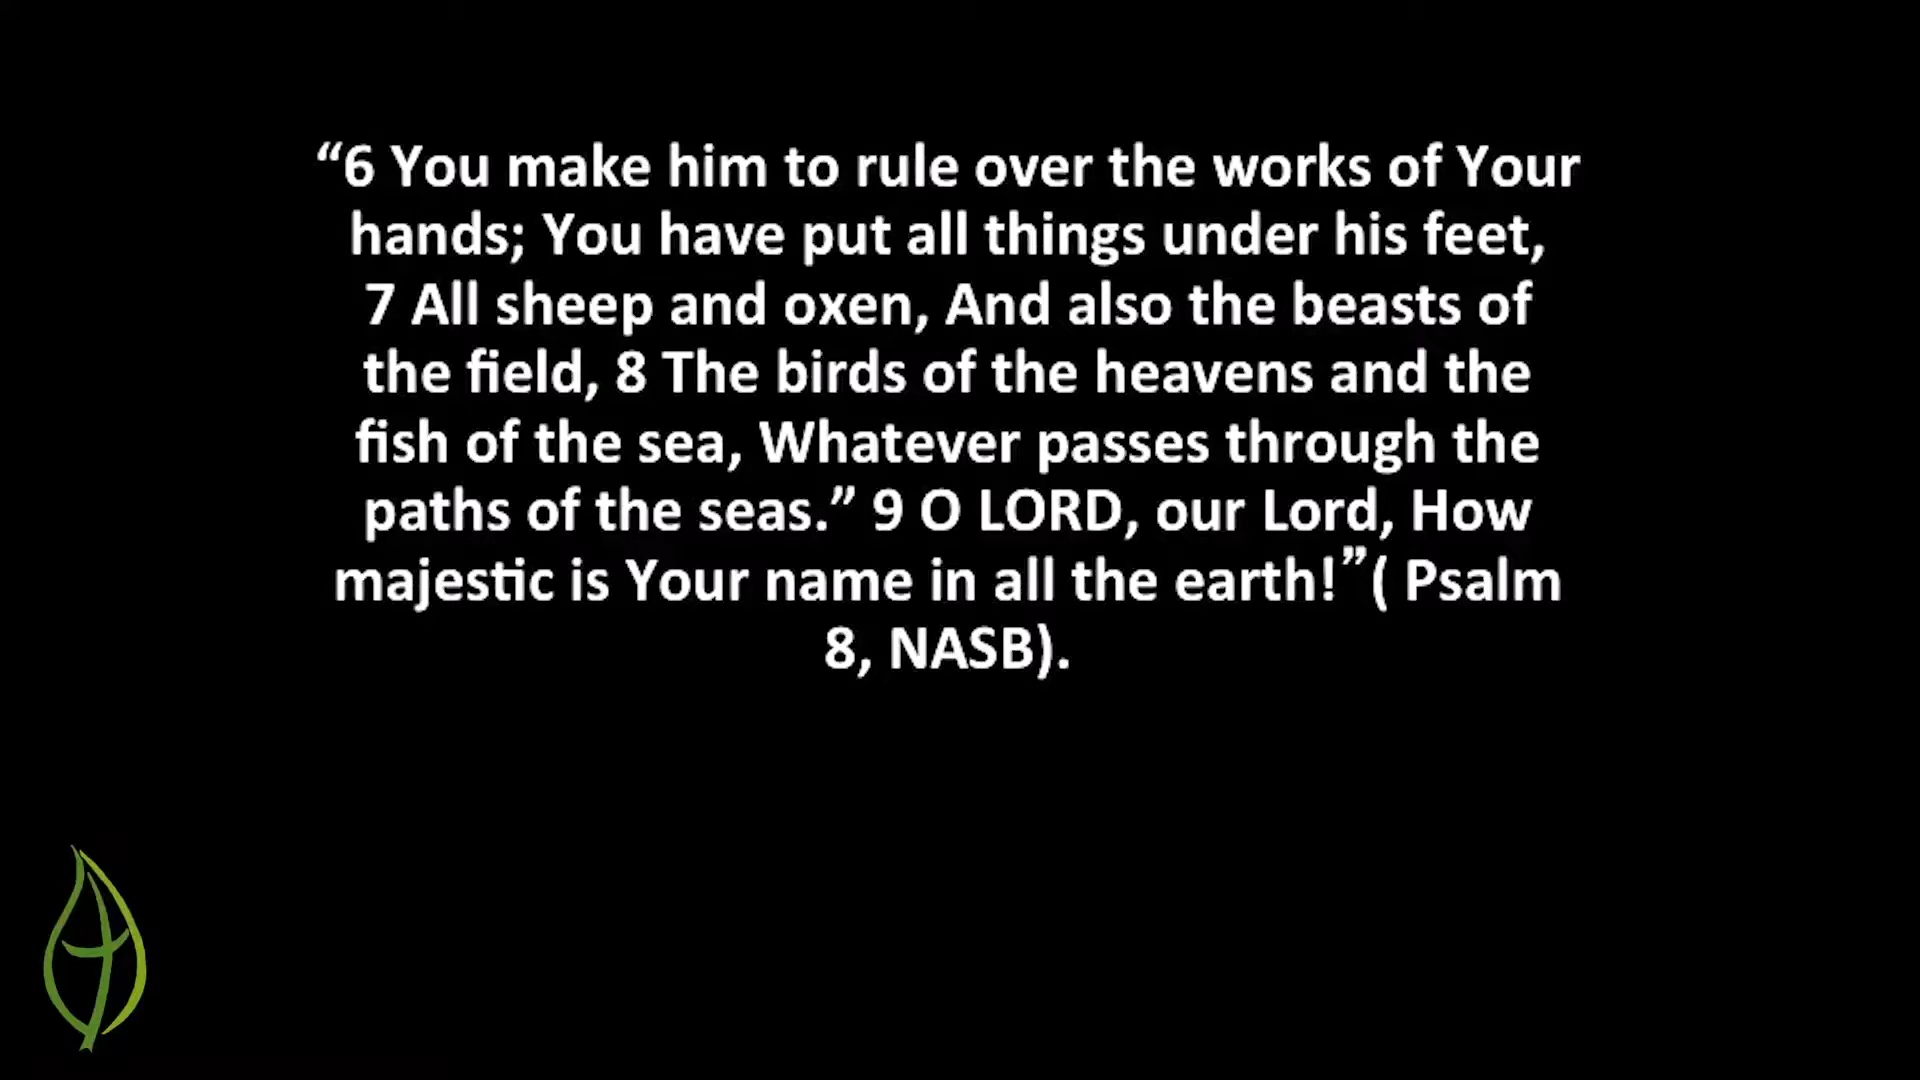 “6 You make him to rule over the works of Your
hands; You have put all things under his feet,
7 All sheep and oxen, And also the beasts of
the field, 8 The birds of the heavens and the
fish of the sea, Whatever passes through the
paths of the seas.” 9 O LORD, our Lord, How
majestic is Your name in all the earth!”( Psalm
8, NASB).